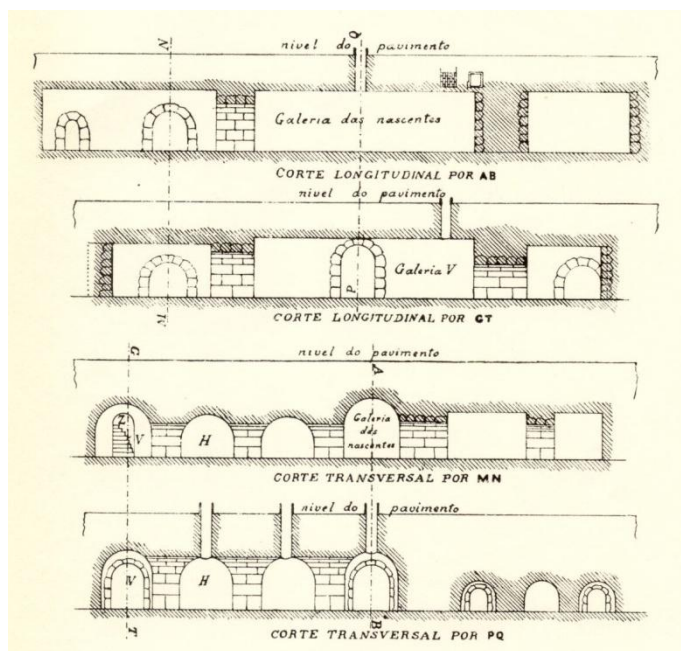 N
Q
nivel do pavimento
Galeria das nascentes
CORTE LONGITUDINAL POR AB
nivel do pavimento
P
Galeria V
M
CORTE LONGITUDINAL POR GT
nivel do pavimento
G
A
Z
V
H
Galeria
das
nascentes
CORTE TRANSVERSAL POR MN
nivel do pavimento
IV
H
T
B
CORTE TRANSVERSAL POR PQ